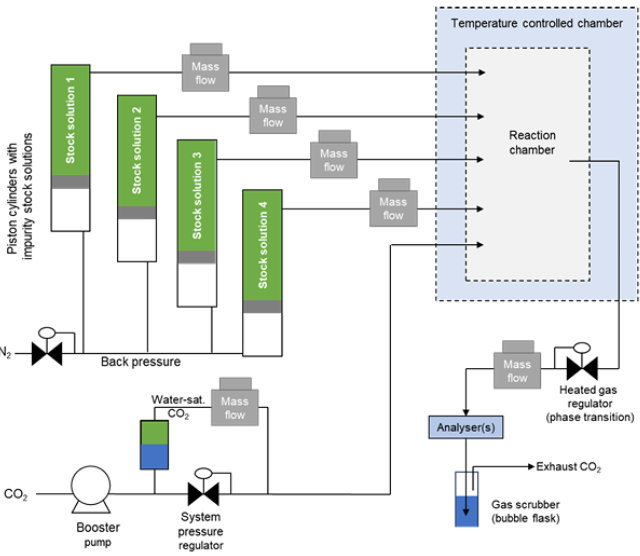 Temperature controlled chamber
Mass
flow
Stock solution 1
Mass
flow
Stock solution 2
Reaction
chamber
Mass
flow
Stock solution 3
Piston cylinders with
impurity stock solutions
Mass
flow
Stock solution 4
N₂
Back pressure
Mass
flow
Heated gas
regulator
(phase transition)
Water-sat.
CO₂
Mass
flow
Analyser(s)
Exhaust CO₂
CO₂
Gas scrubber
(bubble flask)
Booster
pump
System
pressure
regulator